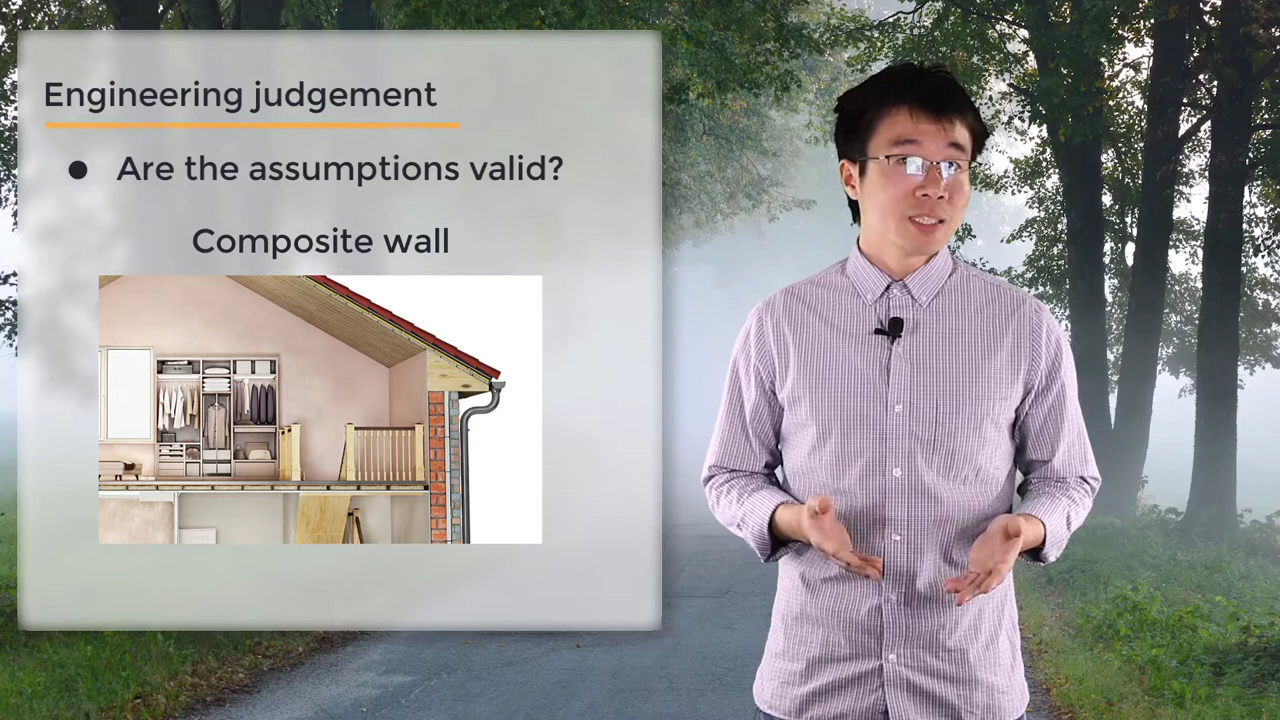 Engineering judgement
● Are the assumptions valid?
Composite wall